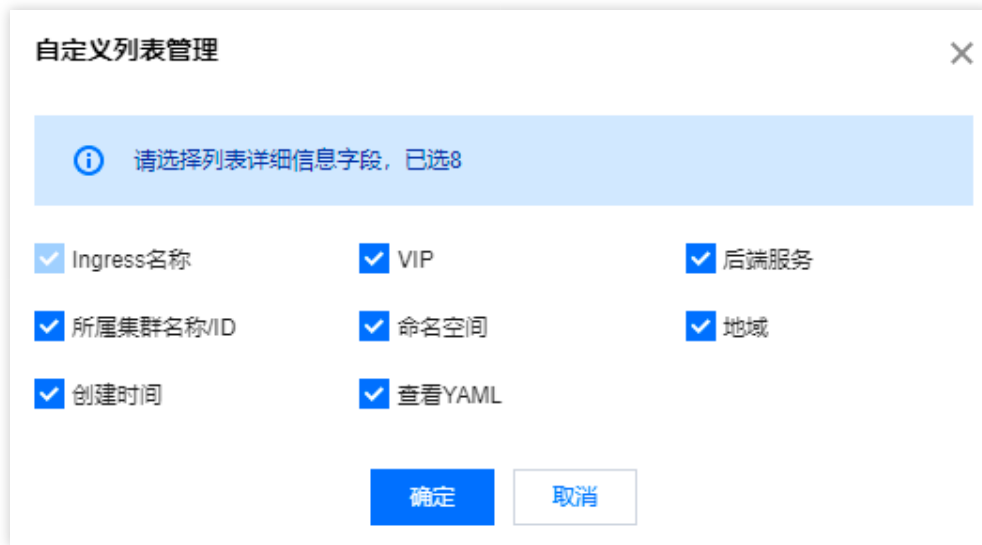 自定义列表管理
请选择列表详细信息字段，已选8
Ingress名称 VIP 后端服务
所属集群名称/ID 命名空间 地域
创建时间 查看YAML
确定 取消